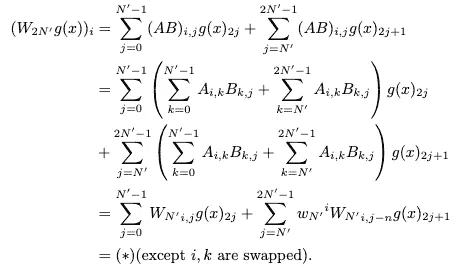 (W_{2N'}g(x))_i = \sum_{j=0}^{N'-1} (AB)_{i,j} g(x)_{2j} + \sum_{j=N'}^{2N'-1} (AB)_{i,j} g(x)_{2j+1}
= \sum_{j=0}^{N'-1} \left( \sum_{k=0}^{N'-1} A_{i,k} B_{k,j} + \sum_{k=N'}^{2N'-1} A_{i,k} B_{k,j} \right) g(x)_{2j}
+ \sum_{j=N'}^{2N'-1} \left( \sum_{k=0}^{N'-1} A_{i,k} B_{k,j} + \sum_{k=N'}^{2N'-1} A_{i,k} B_{k,j} \right) g(x)_{2j+1}
= \sum_{j=0}^{N'-1} W_{N' i,j} g(x)_{2j} + \sum_{j=N'}^{2N'-1} w_{N'}{}^i W_{N' i,j-n} g(x)_{2j+1}
= (*)(except i, k are swapped).